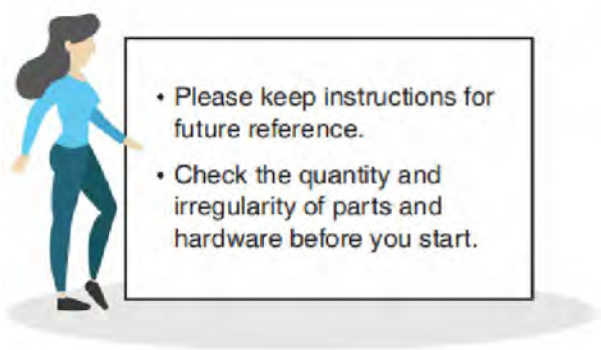 • Please keep instructions for
future reference.
• Check the quantity and
irregularity of parts and
hardware before you start.